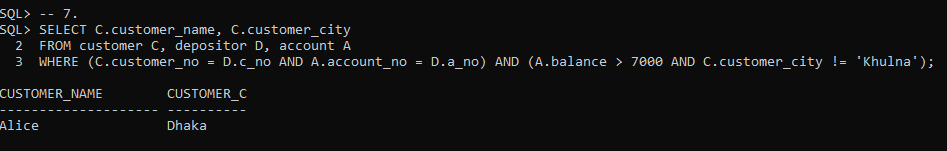 SQL> -- 7.
SQL> SELECT C.customer_name, C.customer_city
  2  FROM customer C, depositor D, account A
  3  WHERE (C.customer_no = D.c_no AND A.account_no = D.a_no) AND (A.balance > 7000 AND C.customer_city != 'Khulna');

CUSTOMER_NAME        CUSTOMER_C
-------------------- ----------
Alice                Dhaka